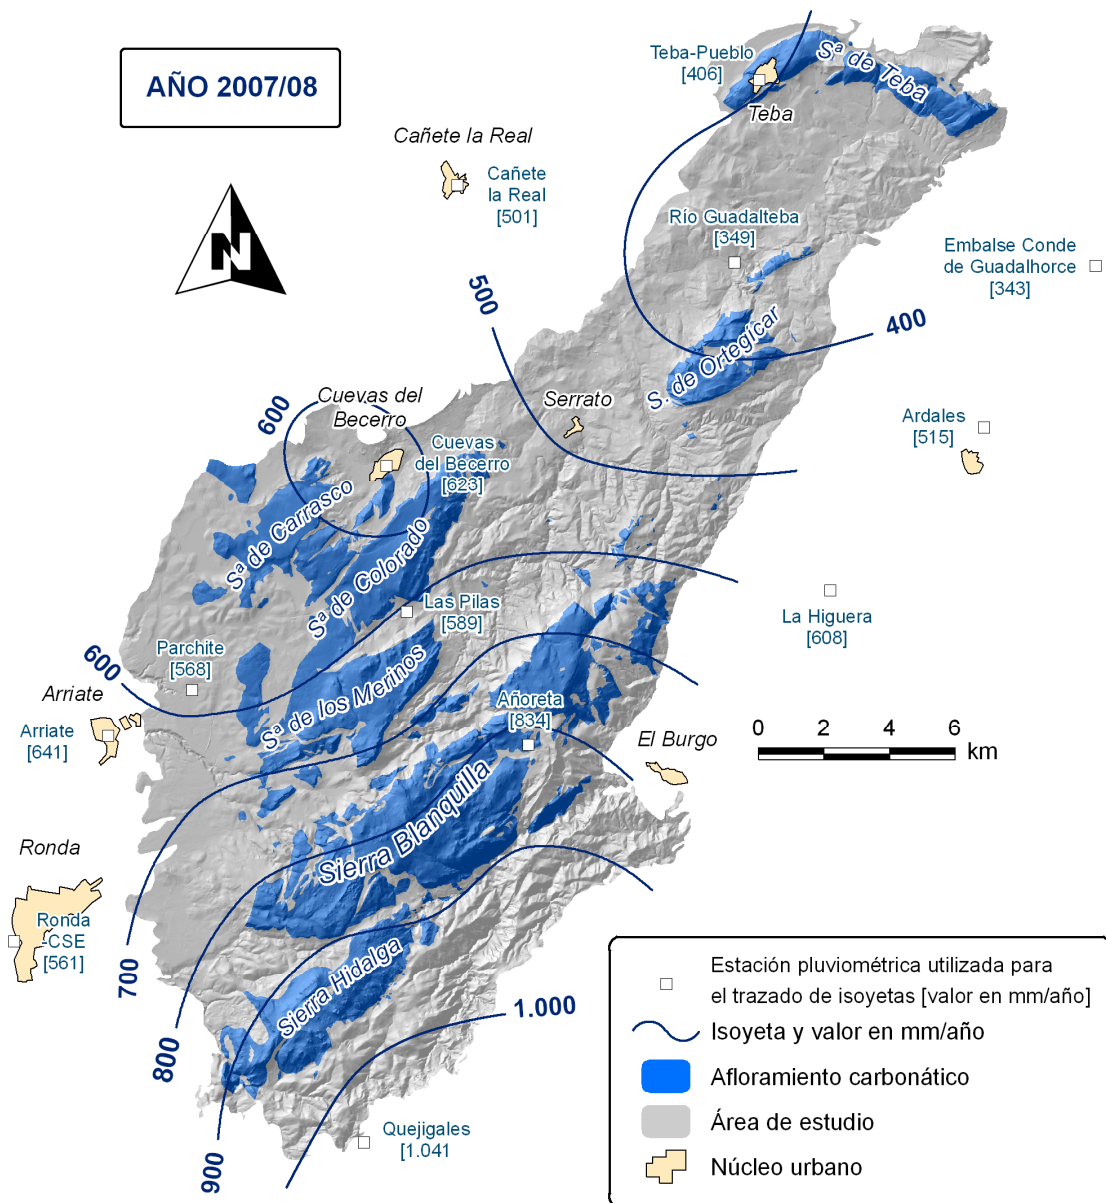 AÑO 2007/08
N
Teba-Pueblo
[406]
Sª de Teba
Teba
Cañete la Real
Cañete
la Real
[501]
Río Guadalteba
[349]
Embalse Conde
de Guadalhorce
[343]
500
400
S. de Ortegicar
600
Cuevas del
Becerro
Serrato
Ardales
[515]
Cuevas
del Becerro
[623]
Sª de Carrasco
Sª de Colorado
Las Pilas
[589]
La Higuera
[608]
Parchite
[568]
600
Arriate
Arriate
[641]
Sª de los Merinos
Añoreta
[834]
El Burgo
0 2 4 6
km
Sierra Blanquilla
Ronda
Ronda
-CSE
[561]
700
800
900
Sierra Hidalga
1.000
Quejigales
[1.041
Estación pluviométrica utilizada para
el trazado de isoyetas [valor en mm/año]
Isoyeta y valor en mm/año
Afloramiento carbonático
Área de estudio
Núcleo urbano